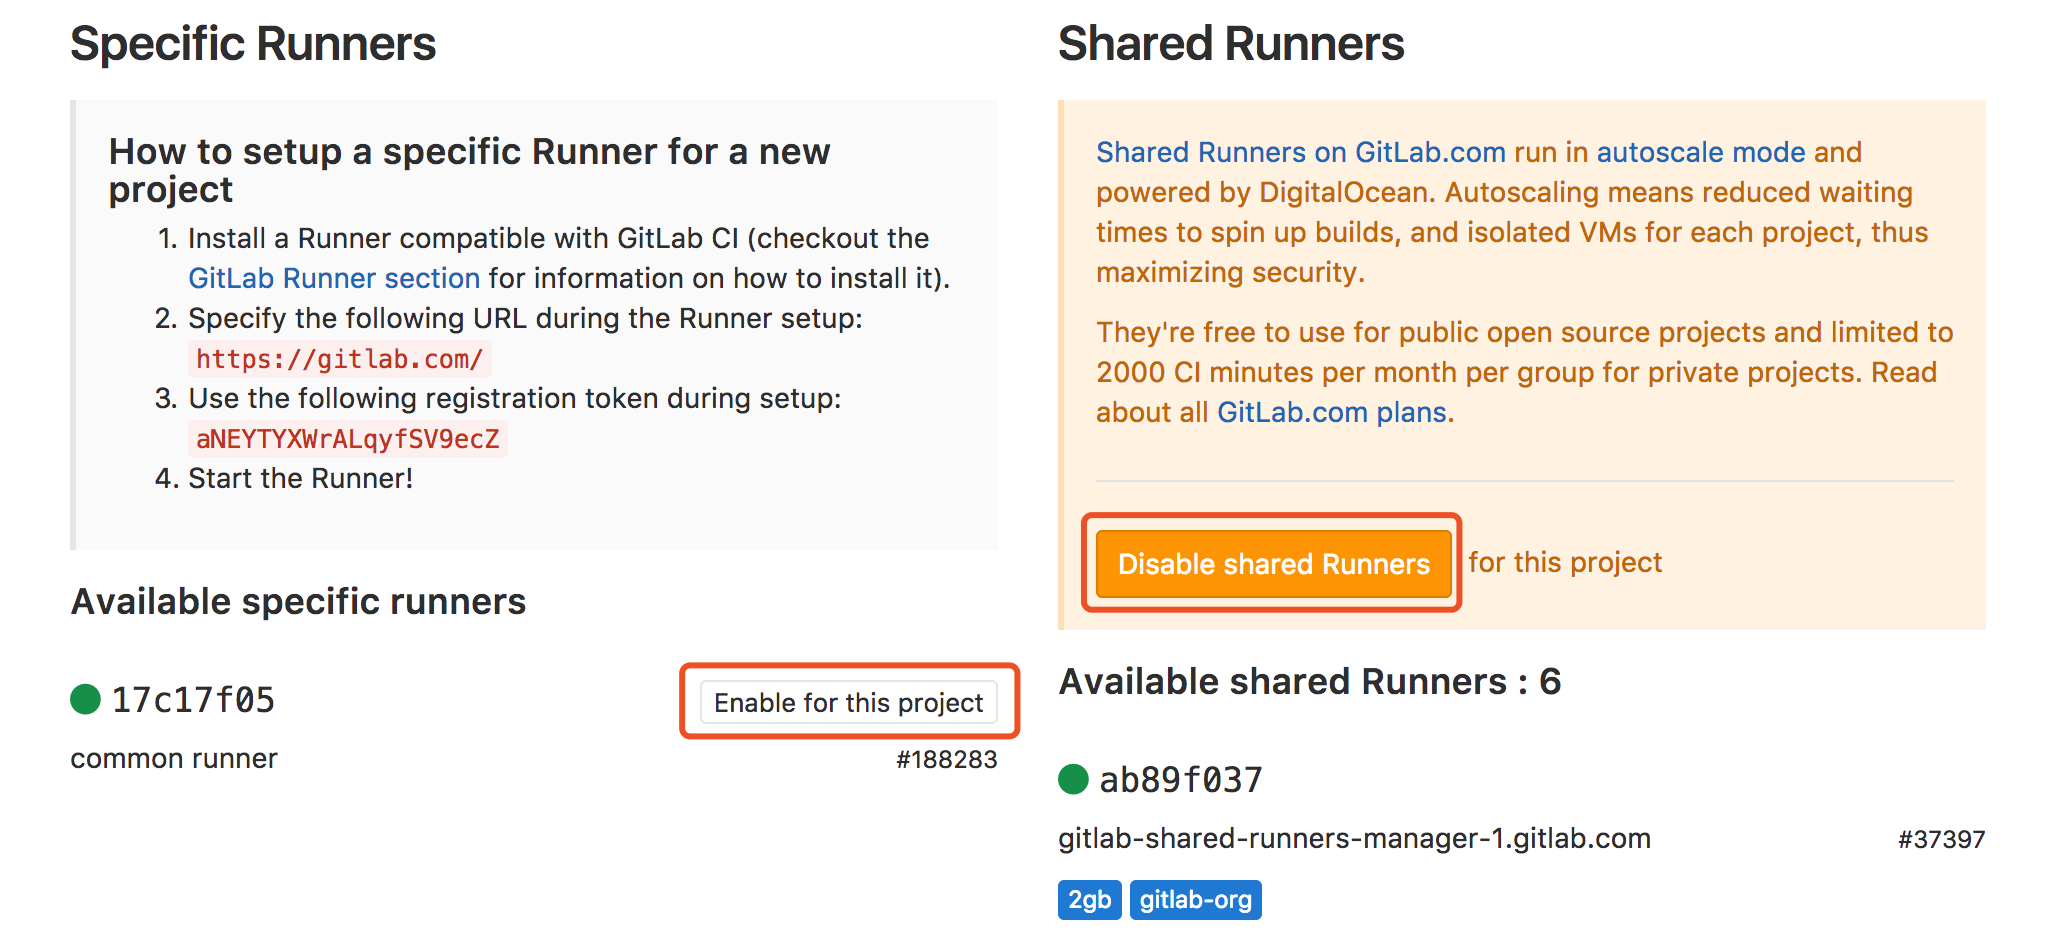 Specific Runners
How to setup a specific Runner for a new
project
1. Install a Runner compatible with GitLab CI (checkout the
GitLab Runner section for information on how to install it).
2. Specify the following URL during the Runner setup:
https://gitlab.com/
3. Use the following registration token during setup:
aNEYTYXWrALqyfSV9ecZ
4. Start the Runner!
Available specific runners
17c17f05
Enable for this project
common runner
#188283
Shared Runners
Shared Runners on GitLab.com run in autoscale mode and
powered by DigitalOcean. Autoscaling means reduced waiting
times to spin up builds, and isolated VMs for each project, thus
maximizing security.
They're free to use for public open source projects and limited to
2000 CI minutes per month per group for private projects. Read
about all GitLab.com plans.
Disable shared Runners for this project
Available shared Runners : 6
ab89f037
gitlab-shared-runners-manager-1.gitlab.com
#37397
2gb gitlab-org